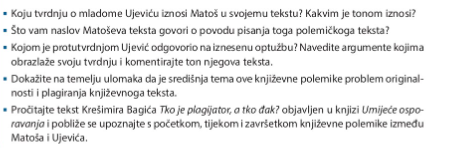 ▪ Koju tvrdnju o mladome Ujeviću iznosi Matoš u svojemu tekstu? Kakvim je tonom iznosi?
▪ Što vam naslov Matoševa teksta govori o povodu pisanja toga polemičkoga teksta?
▪ Kojom je protutvrdnjom Ujević odgovorio na iznesenu optužbu? Navedite argumente kojima
obrazlaže svoju tvrdnju i komentirajte ton njegova teksta.
▪ Dokažite na temelju ulomaka da je središnja tema ove književne polemike problem original-
nosti i plagiranja književnoga teksta.
▪ Pročitajte tekst Krešimira Bagića Tko je plagijator, a tko đak? objavljen u knjizi Umijeće ospo-
ravanja i pobliže se upoznajte s početkom, tijekom i završetkom književne polemike između
Matoša i Ujevića.